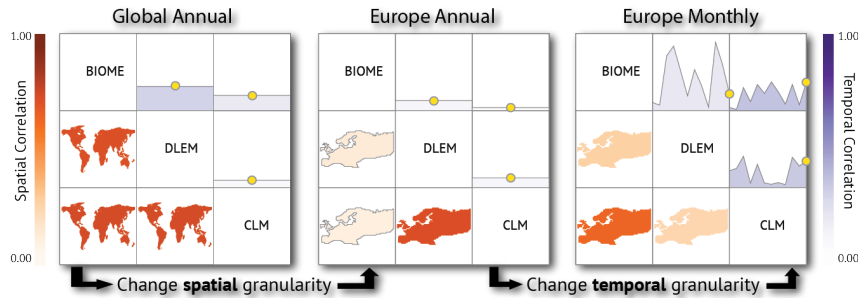 Global Annual
Europe Annual
Europe Monthly
1.00
1.00
Spatial Correlation
Temporal Correlation
BIOME
BIOME
BIOME
DLEM
DLEM
DLEM
CLM
CLM
CLM
0.00
0.00
Change spatial granularity
Change temporal granularity